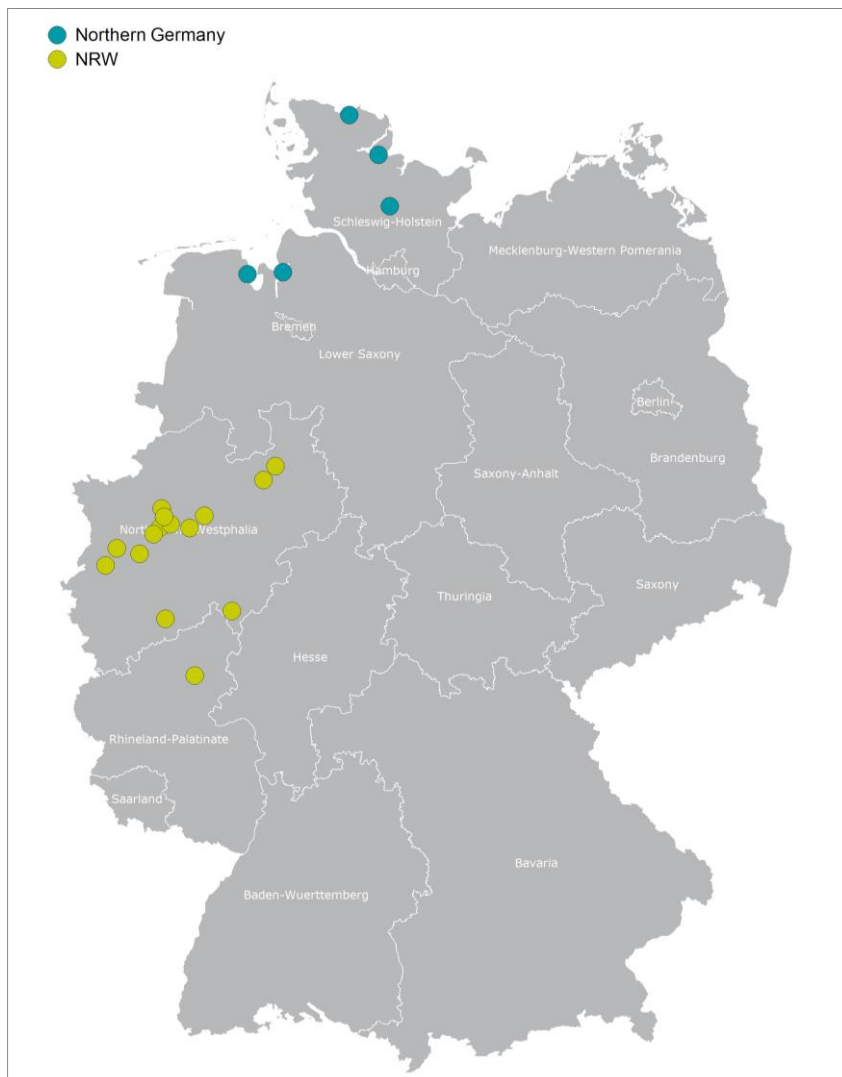 Northern Germany
NRW
Schleswig-Holstein
Mecklenburg-Western Pomerania
Hamburg
Bremen
Lower Saxony
Berlin
Brandenburg
Saxony-Anhalt
Westphalia
Saxony
Thuringia
Hesse
Rhineland-Palatinate
Saarland
Bavaria
Baden-Wuerttemberg